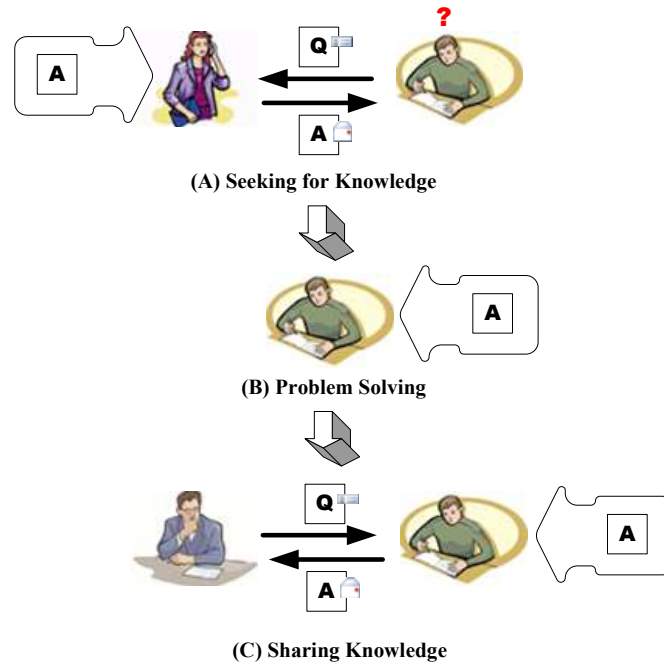 ?
A
Q
A
(A) Seeking for Knowledge
A
(B) Problem Solving
Q
A
A
(C) Sharing Knowledge